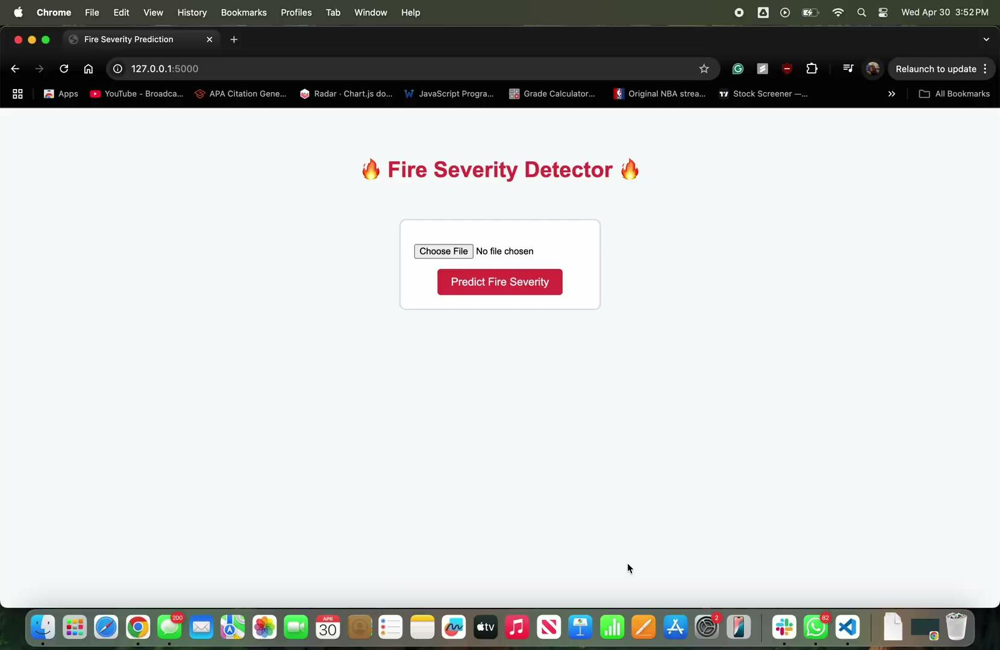 Chrome File Edit View History Bookmarks Profiles Tab Window Help Wed Apr 30 3:52 PM
Fire Severity Prediction
127.0.0.1:5000 Relaunch to update
Apps YouTube - Broadca... APA Citation Gene... Radar · Chart.js do... JavaScript Progra... Grade Calculator... Original NBA strea... Stock Screener —... All Bookmarks
🔥 Fire Severity Detector 🔥
Choose File No file chosen
Predict Fire Severity
200 APR 30 tv 2 82